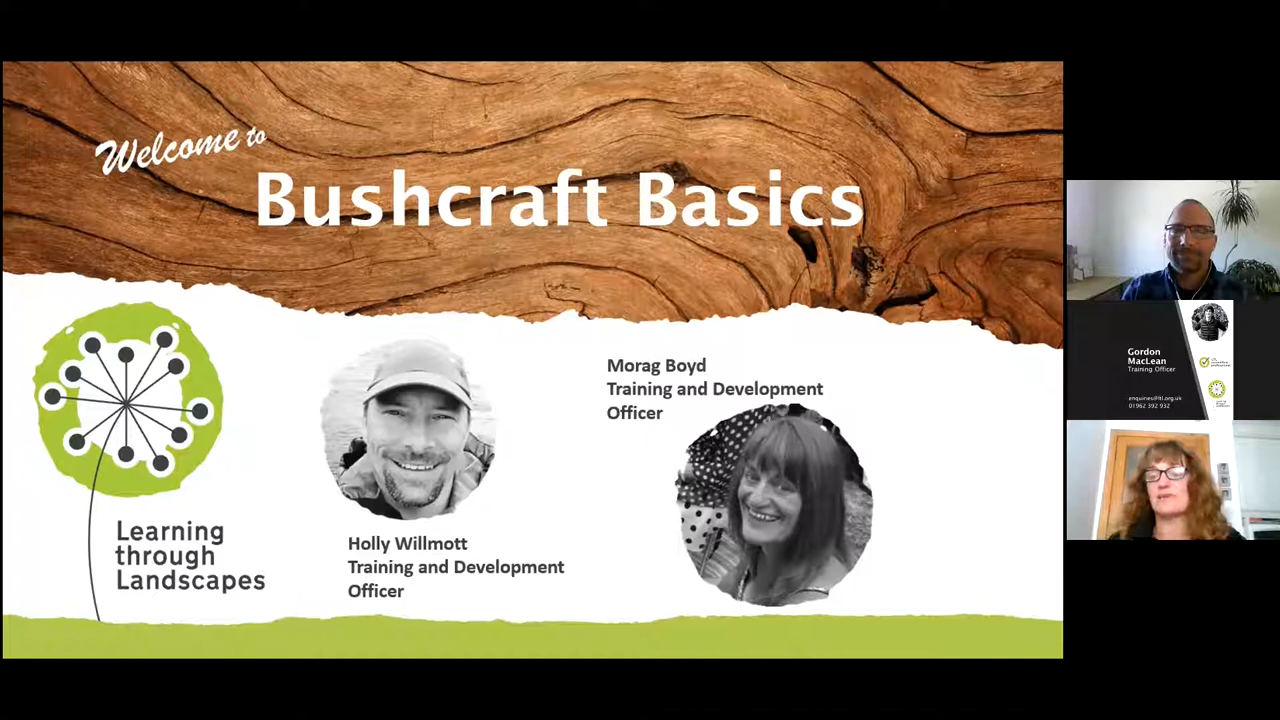 Welcome to
Bushcraft Basics
Morag Boyd
Training and Development
Officer
Holly Willmott
Training and Development
Officer
Learning
through
Landscapes
Gordon
MacLean
Training Officer
enquiries@ltl.org.uk
01962 392 932